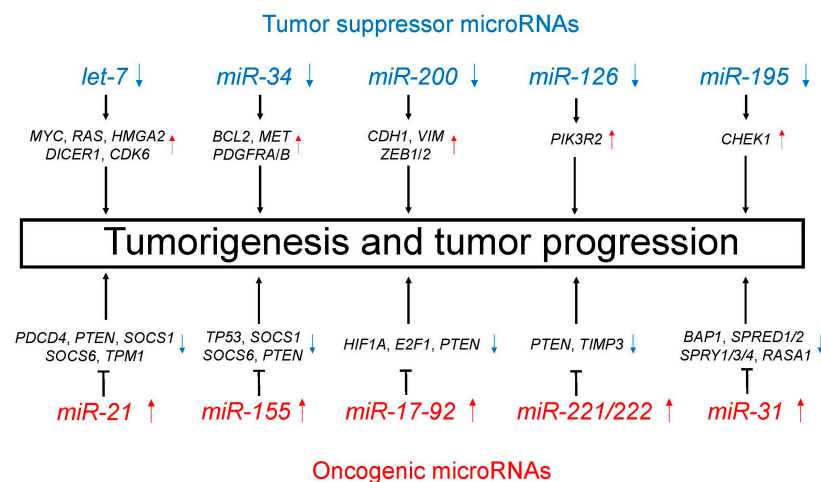 Tumor suppressor microRNAs
let-7 ↓ miR-34 ↓ miR-200 ↓ miR-126 ↓ miR-195 ↓
MYC, RAS, HMGA2 BCL2, MET CDH1, VIM PIK3R2 ↑ CHEK1 ↑
DICER1, CDK6 ↑ PDGFRA/B ↑ ZEB1/2 ↑
Tumorigenesis and tumor progression
PDCD4, PTEN, SOCS1 TP53, SOCS1 HIF1A, E2F1, PTEN ↓ PTEN, TIMP3 ↓ BAP1, SPRED1/2
SOCS6, TPM1 ↓ SOCS6, PTEN ↓ SPRY1/3/4, RASA1 ↓
miR-21 ↑ miR-155 ↑ miR-17-92 ↑ miR-221/222 ↑ miR-31 ↑
Oncogenic microRNAs